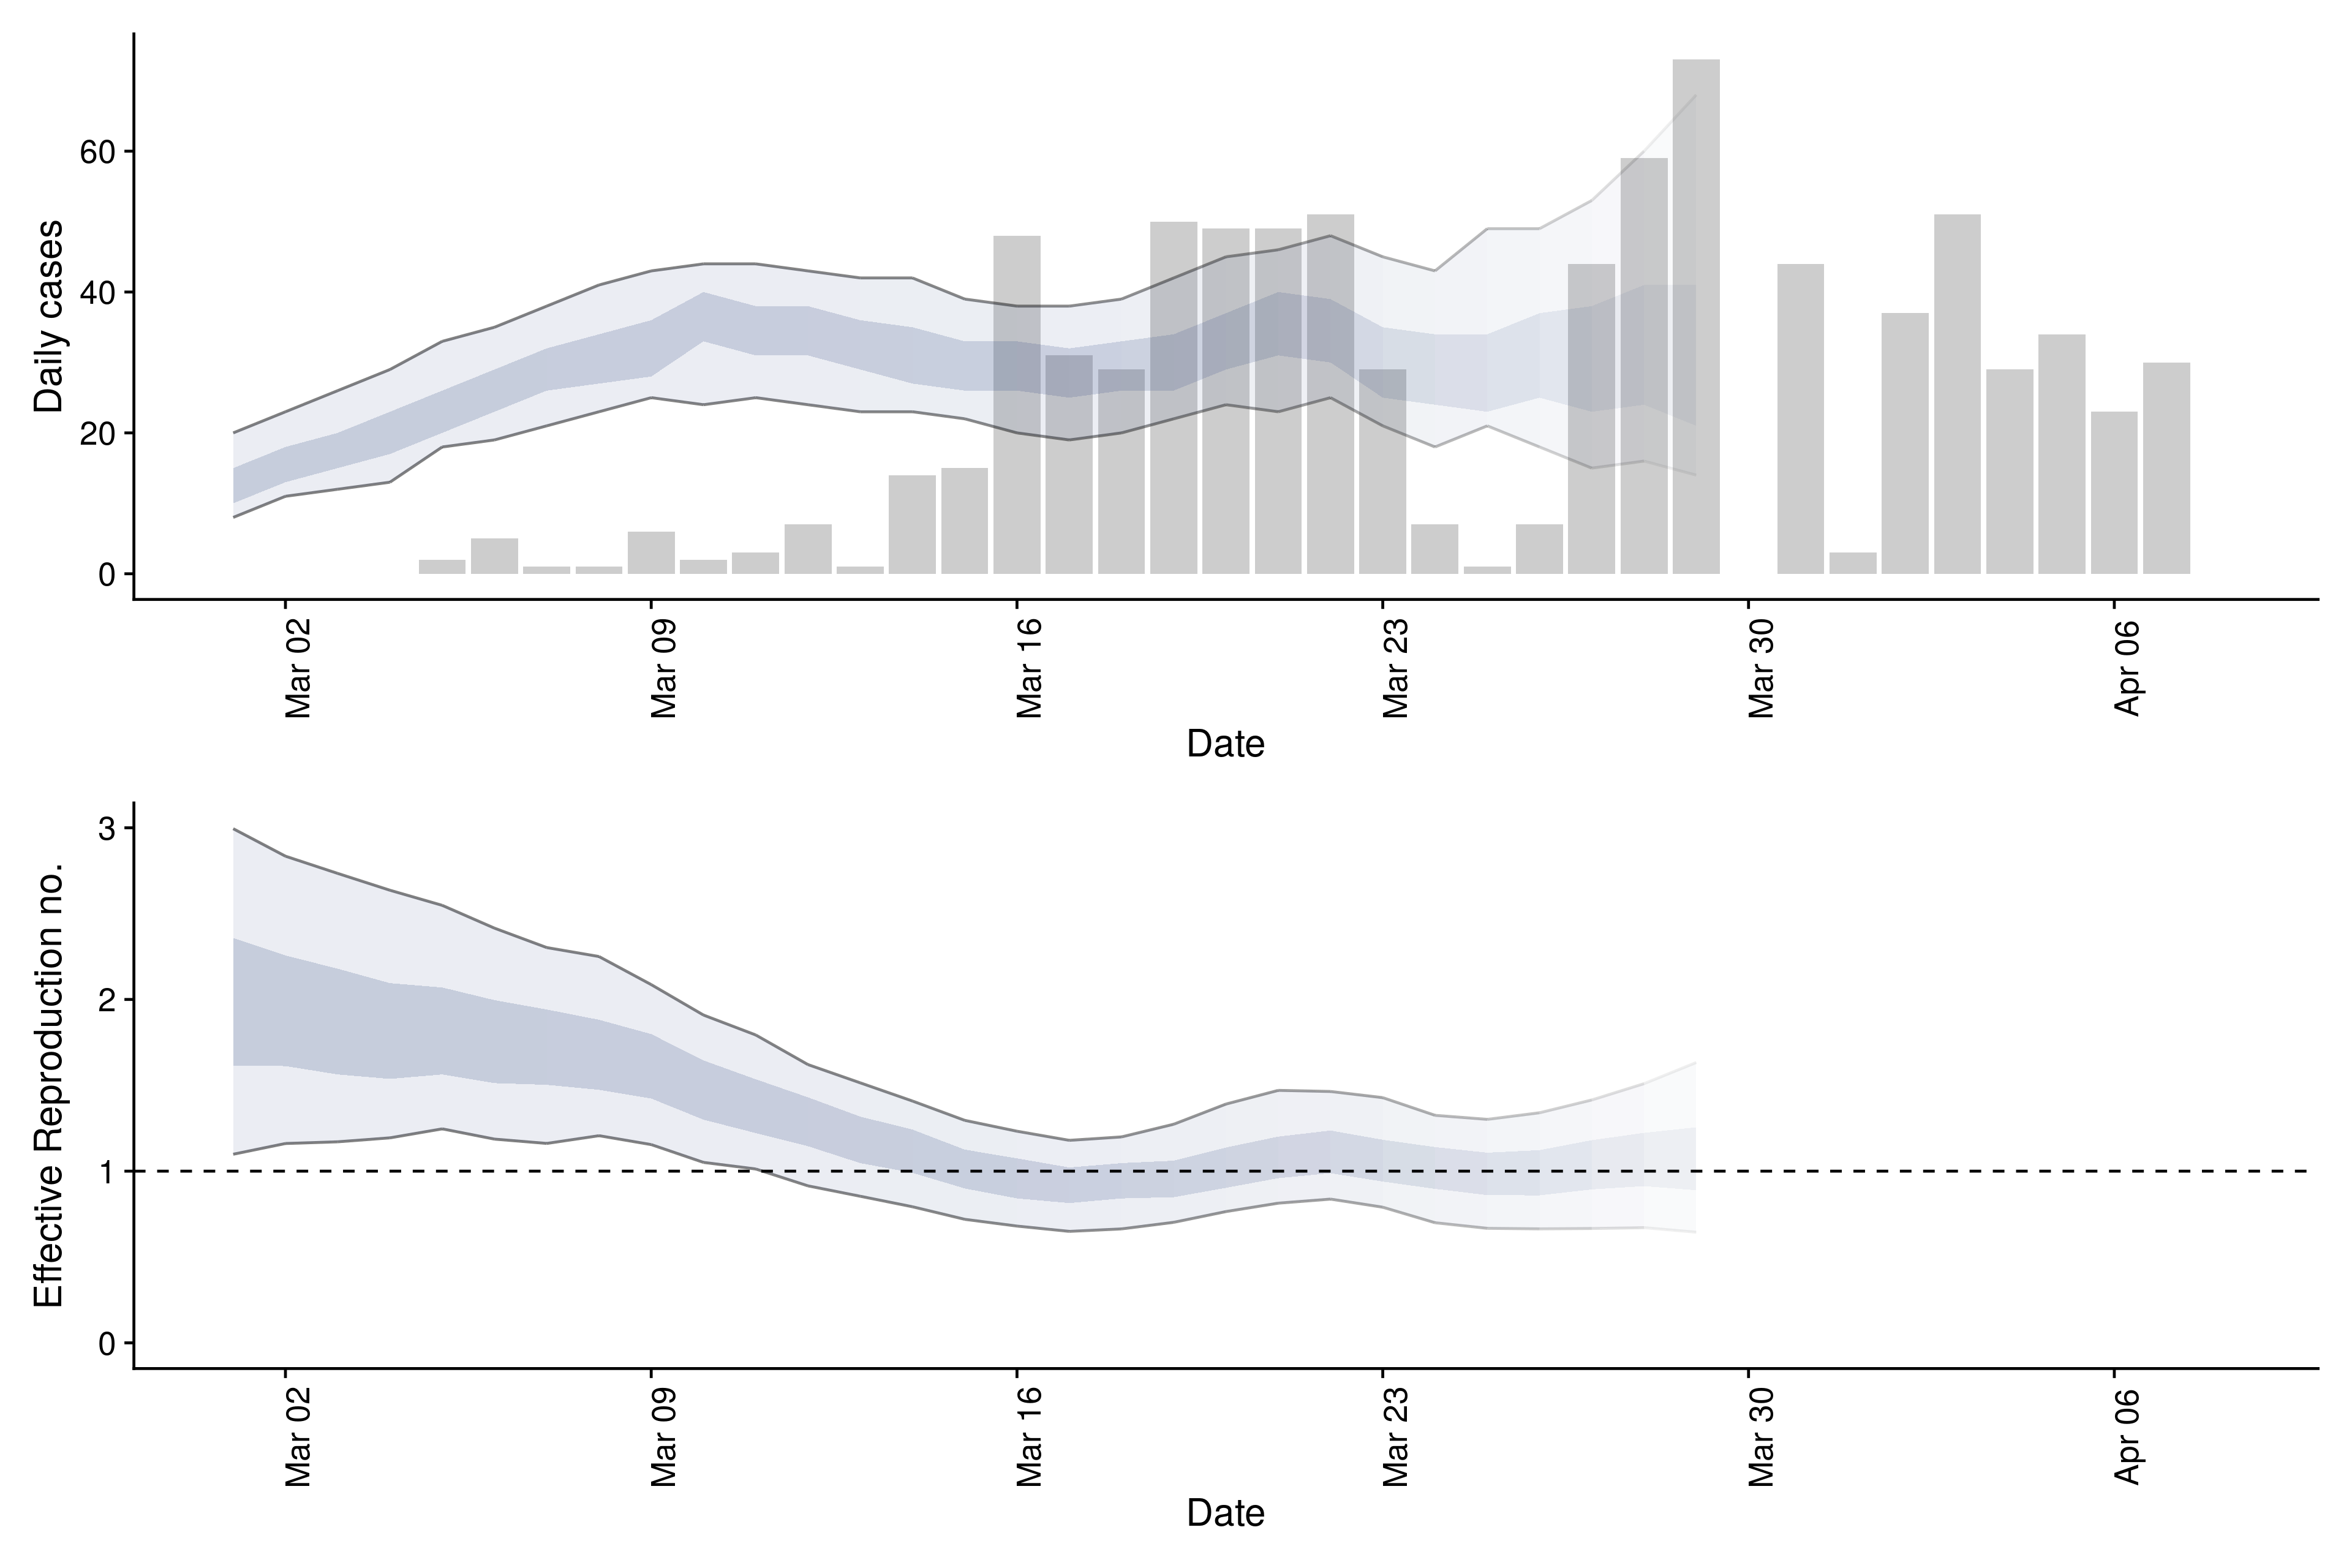 Daily cases
60
40
20
0
Mar 02
Mar 09
Mar 16
Mar 23
Mar 30
Apr 06
Date
Effective Reproduction no.
3
2
1
0
Mar 02
Mar 09
Mar 16
Mar 23
Mar 30
Apr 06
Date